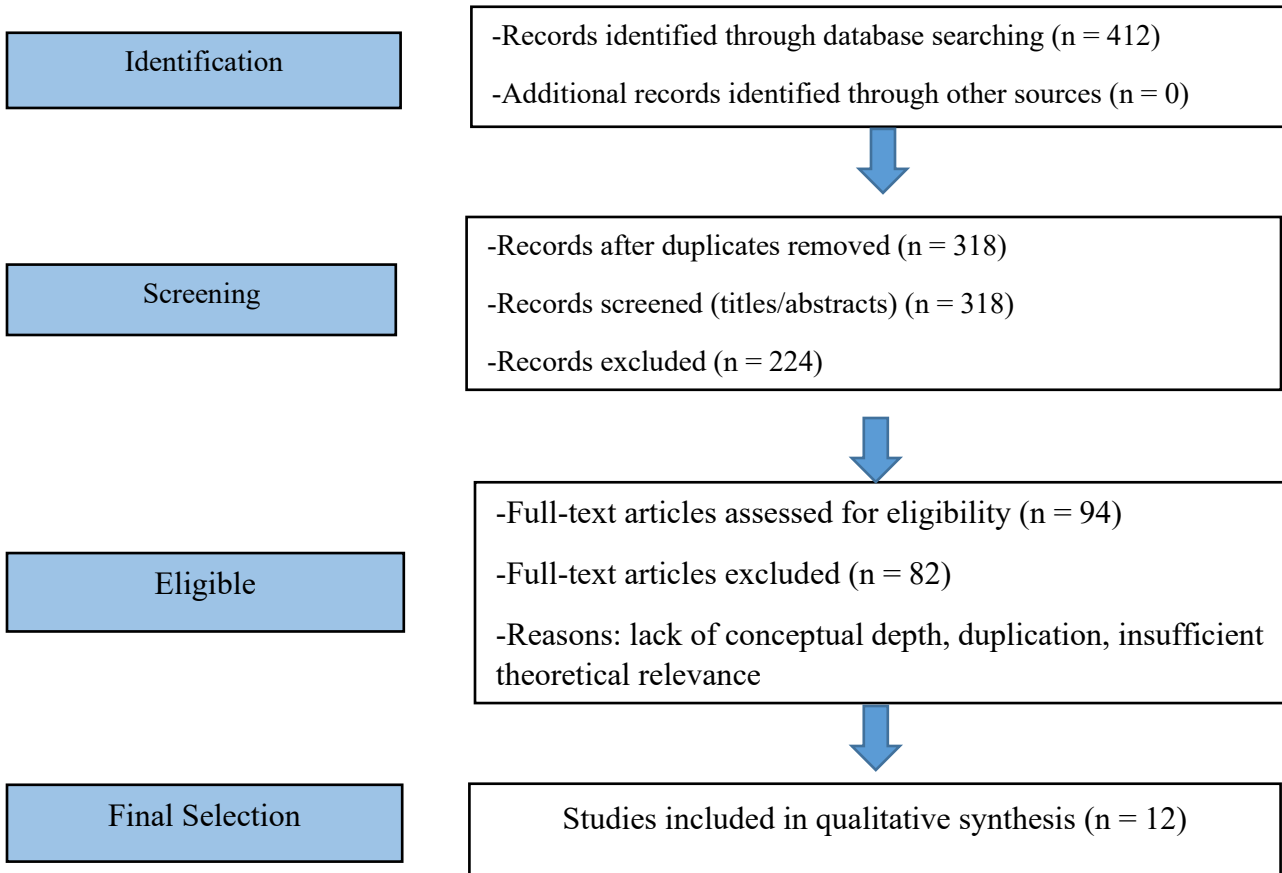 Identification
-Records identified through database searching (n = 412)
-Additional records identified through other sources (n = 0)
Screening
-Records after duplicates removed (n = 318)
-Records screened (titles/abstracts) (n = 318)
-Records excluded (n = 224)
Eligible
-Full-text articles assessed for eligibility (n = 94)
-Full-text articles excluded (n = 82)
-Reasons: lack of conceptual depth, duplication, insufficient
theoretical relevance
Final Selection
Studies included in qualitative synthesis (n = 12)